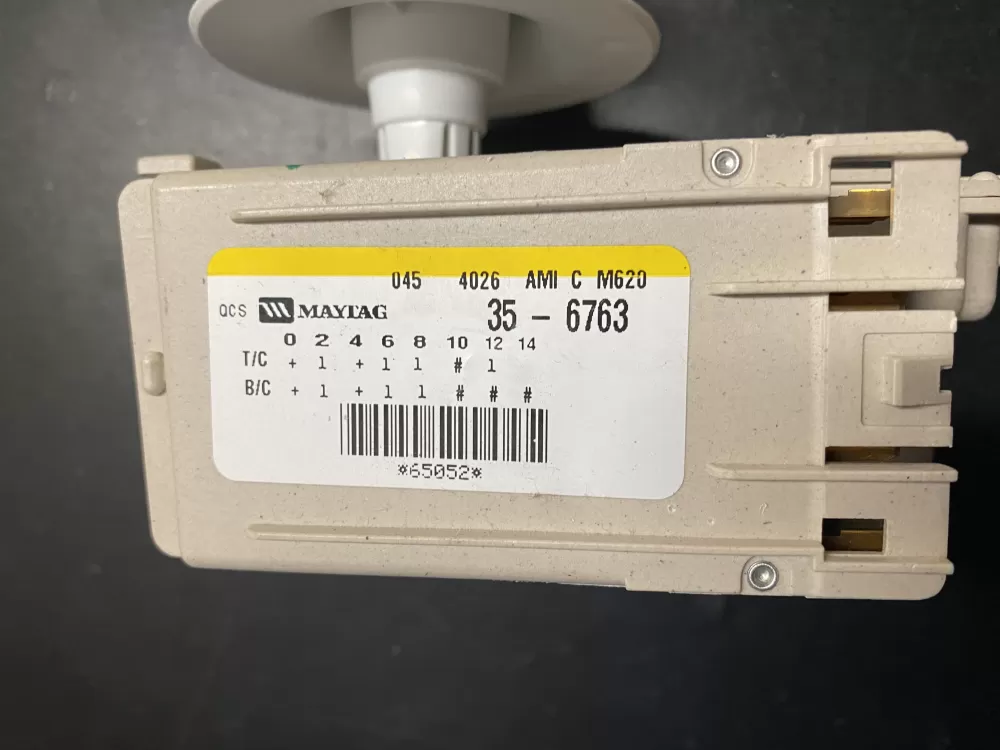 045 4026 AMI C M620
QCS MAYTAG 35 - 6763
0 2 4 6 8 10 12 14
T/C + 1 + 1 1 # 1
B/C + 1 + 1 1 # # #
*65052*